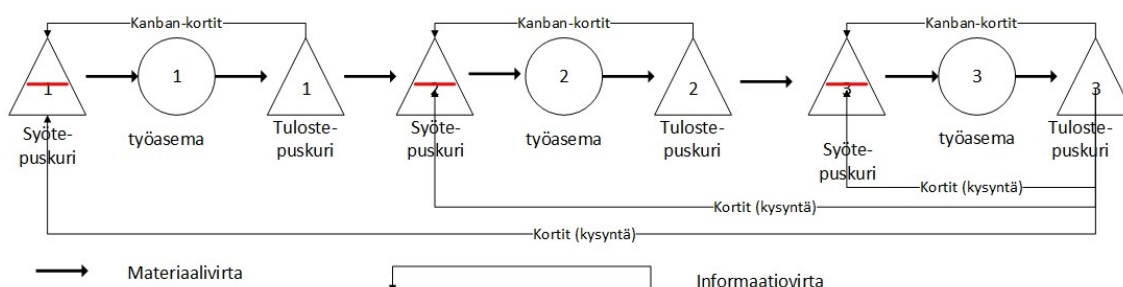 Kanban-kortit
Kanban-kortit
Kanban-kortit
1
1
1
2
2
2
3
3
3
Syöte-
puskuri
työasema
Tuloste-
puskuri
Syöte-
puskuri
työasema
Tuloste-
puskuri
Syöte-
puskuri
työasema
Tuloste-
puskuri
Kortit (kysyntä)
Kortit (kysyntä)
Kortit (kysyntä)
Materiaalivirta
Informaatiovirta